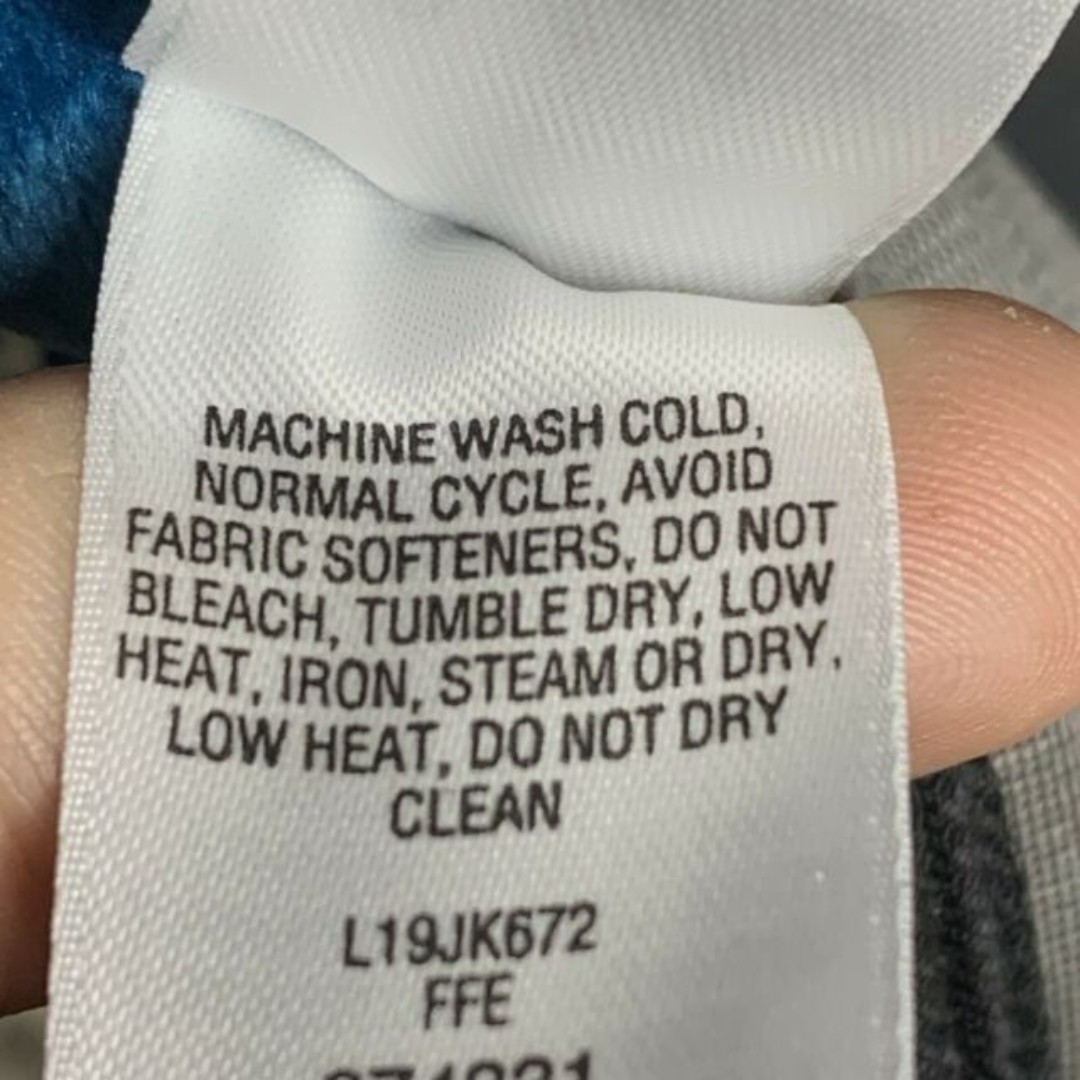 MACHINE WASH COLD,
NORMAL CYCLE, AVOID
FABRIC SOFTENERS, DO NOT
BLEACH, TUMBLE DRY, LOW
HEAT, IRON, STEAM OR DRY,
LOW HEAT, DO NOT DRY
CLEAN
L19JK672
FFE